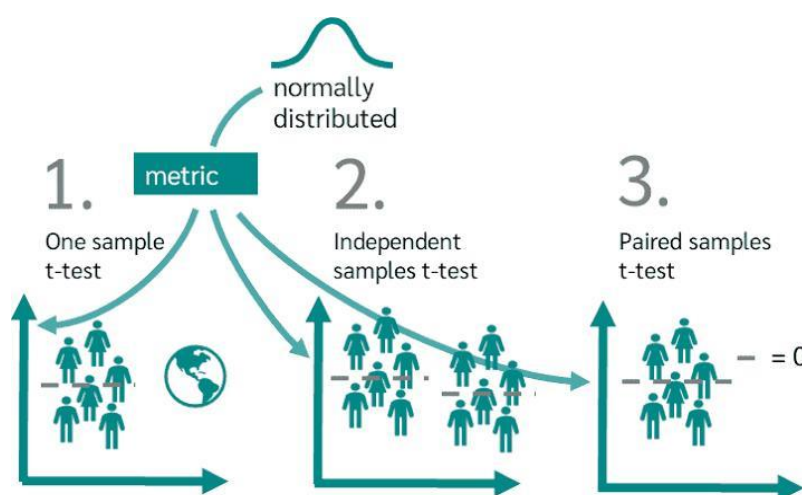 normally
distributed
metric
1.
One sample
t-test
2.
Independent
samples t-test
3.
Paired samples
t-test
= 0